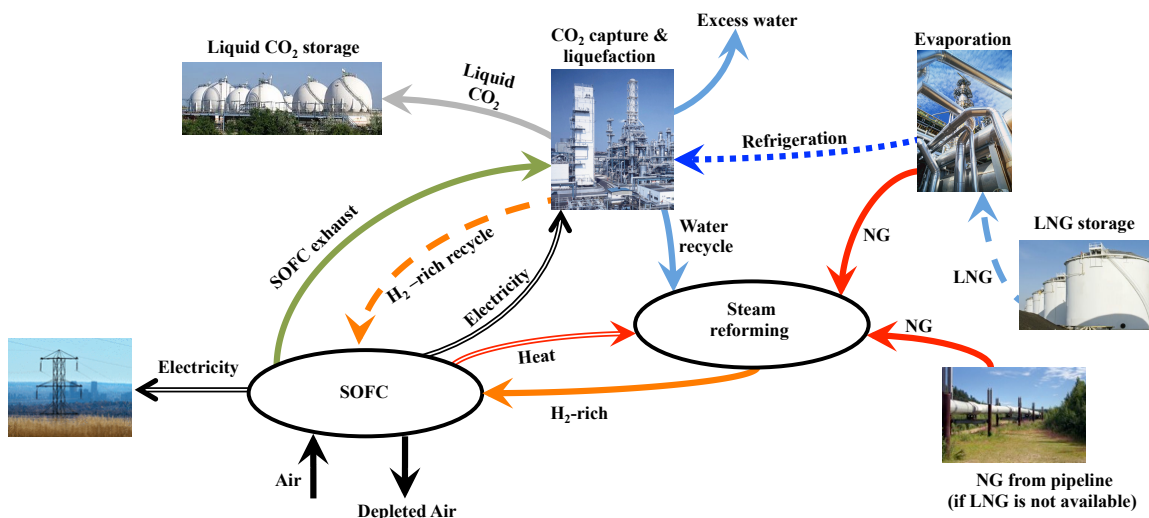 Excess water
CO2 capture &
liquefaction
Evaporation
Liquid CO2 storage
Liquid
CO2
Refrigeration
SOFC exhaust
H2 –rich recycle
Electricity
Water
recycle
NG
LNG storage
LNG
Steam
reforming
NG
Heat
Electricity
SOFC
H2-rich
Air
Depleted Air
NG from pipeline
(if LNG is not available)